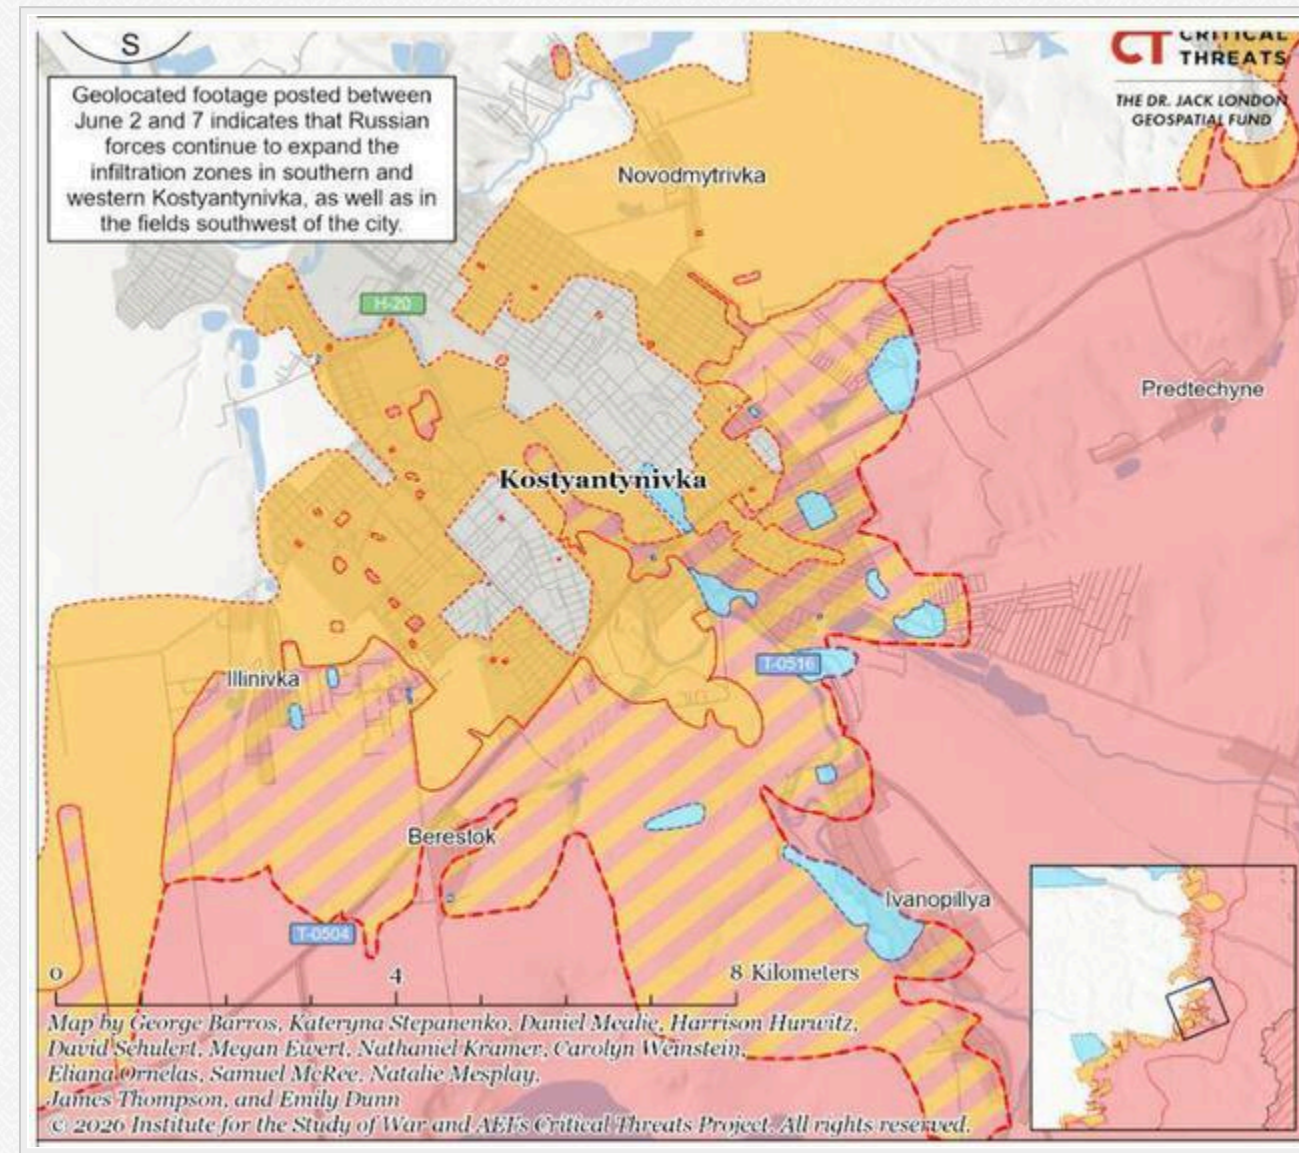 S
CRITICAL
CT THREATS
THE DR. JACK LONDON
GEOSPATIAL FUND
Geolocated footage posted between
June 2 and 7 indicates that Russian
forces continue to expand the
infiltration zones in southern and
western Kostyantynivka, as well as in
the fields southwest of the city.
Novodmytrivka
H-20
Predtechyne
Kostyantynivka
T-0516
Illinivka
Berestok
Ivanopillya
T-0504
0 4 8 Kilometers
Map by George Barros, Kateryna Stepanenko, Daniel Mealie, Harrison Hurwitz,
David Schulert, Megan Ewert, Nathaniel Kramer, Carolyn Weinstein,
Eliana Ornelas, Samuel McRee, Natalie Mesplay,
James Thompson, and Emily Dunn
© 2026 Institute for the Study of War and AEI's Critical Threats Project. All rights reserved.